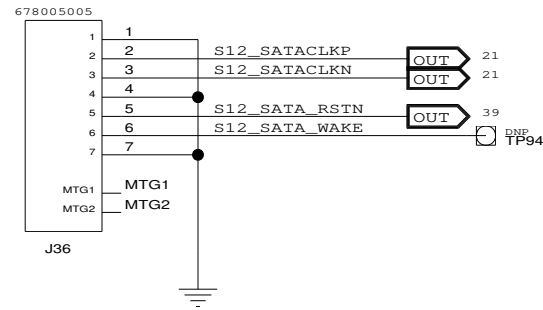 678005005
1 1
2 2 S12_SATACLKP OUT 21
3 3 S12_SATACLKN OUT 21
4 4
5 5 S12_SATA_RSTN OUT 39
6 6 S12_SATA_WAKE DNP TP94
7 7
MTG1 MTG1
MTG2 MTG2
J36